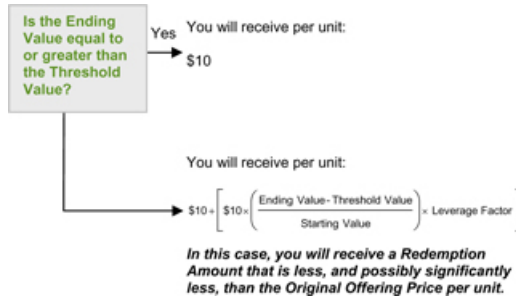 Is the Ending
Value equal to
or greater than
the Threshold
Value?
Yes
You will receive per unit:
$10
You will receive per unit:
$10+[$10×(Ending Value-Threshold Value
Starting Value)× Leverage Factor]
In this case, you will receive a Redemption
Amount that is less, and possibly significantly
less, than the Original Offering Price per unit.